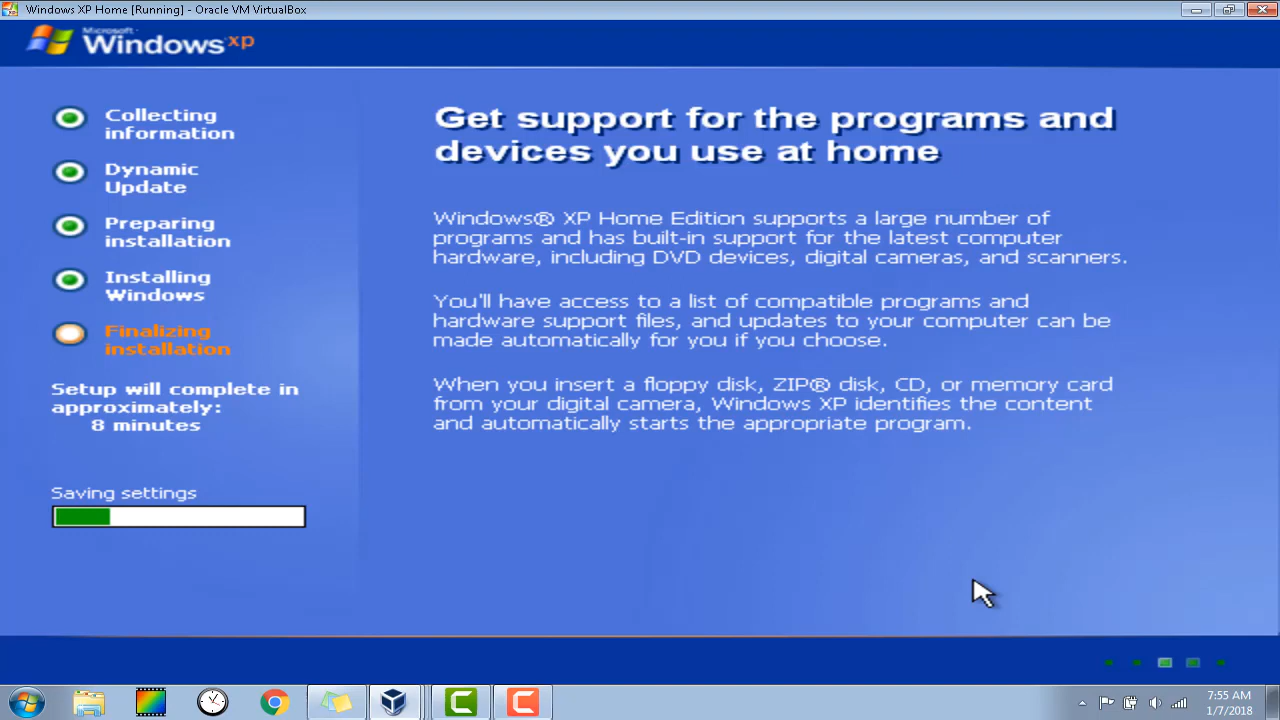 Windows XP Home [Running] - Oracle VM VirtualBox
Microsoft
Windows xp
Collecting
information
Dynamic
Update
Preparing
installation
Installing
Windows
Finalizing
installation
Setup will complete in
approximately:
8 minutes
Saving settings
Get support for the programs and
devices you use at home
Windows® XP Home Edition supports a large number of
programs and has built-in support for the latest computer
hardware, including DVD devices, digital cameras, and scanners.
You'll have access to a list of compatible programs and
hardware support files, and updates to your computer can be
made automatically for you if you choose.
When you insert a floppy disk, ZIP® disk, CD, or memory card
from your digital camera, Windows XP identifies the content
and automatically starts the appropriate program.
7:55 AM
1/7/2018